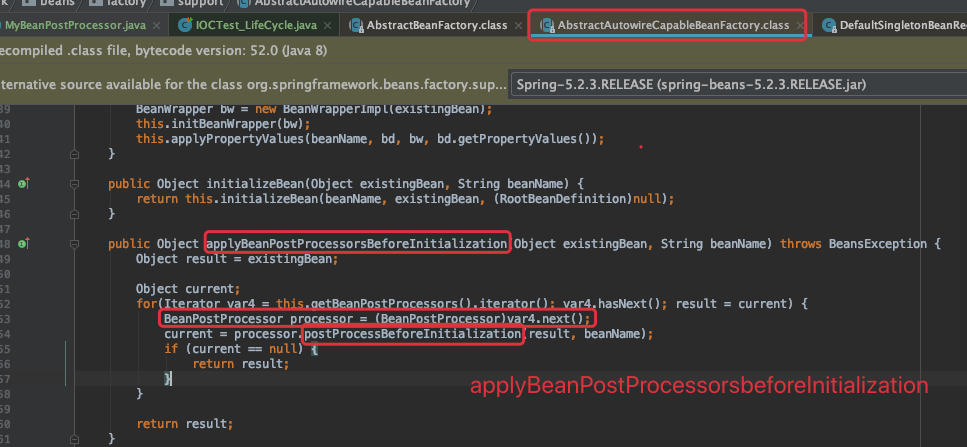 beans factory support AbstractAutowireCapableBeanFactory
MyBeanPostProcessor.java IOCTest_LifeCycle.java AbstractBeanFactory.class AbstractAutowireCapableBeanFactory.class DefaultSingletonBeanReg
ecompiled .class file, bytecode version: 52.0 (Java 8)
lternative source available for the class org.springframework.beans.factory.sup... Spring-5.2.3.RELEASE (spring-beans-5.2.3.RELEASE.jar)
39 BeanWrapper bw = new BeanWrapperImpl(existingBean);
40 this.initBeanWrapper(bw);
41 this.applyPropertyValues(beanName, bd, bw, bd.getPropertyValues());
42 }
43
44 public Object initializeBean(Object existingBean, String beanName) {
45 return this.initializeBean(beanName, existingBean, (RootBeanDefinition)null);
46 }
47
48 public Object applyBeanPostProcessorsBeforeInitialization(Object existingBean, String beanName) throws BeansException {
49 Object result = existingBean;
50
51 Object current;
52 for(Iterator var4 = this.getBeanPostProcessors().iterator(); var4.hasNext(); result = current) {
53 BeanPostProcessor processor = (BeanPostProcessor)var4.next();
54 current = processor.postProcessBeforeInitialization(result, beanName);
55 if (current == null) {
56 return result;
57 }
58 }
applyBeanPostProcessorsbeforeInitialization
59
60 return result;
61 }